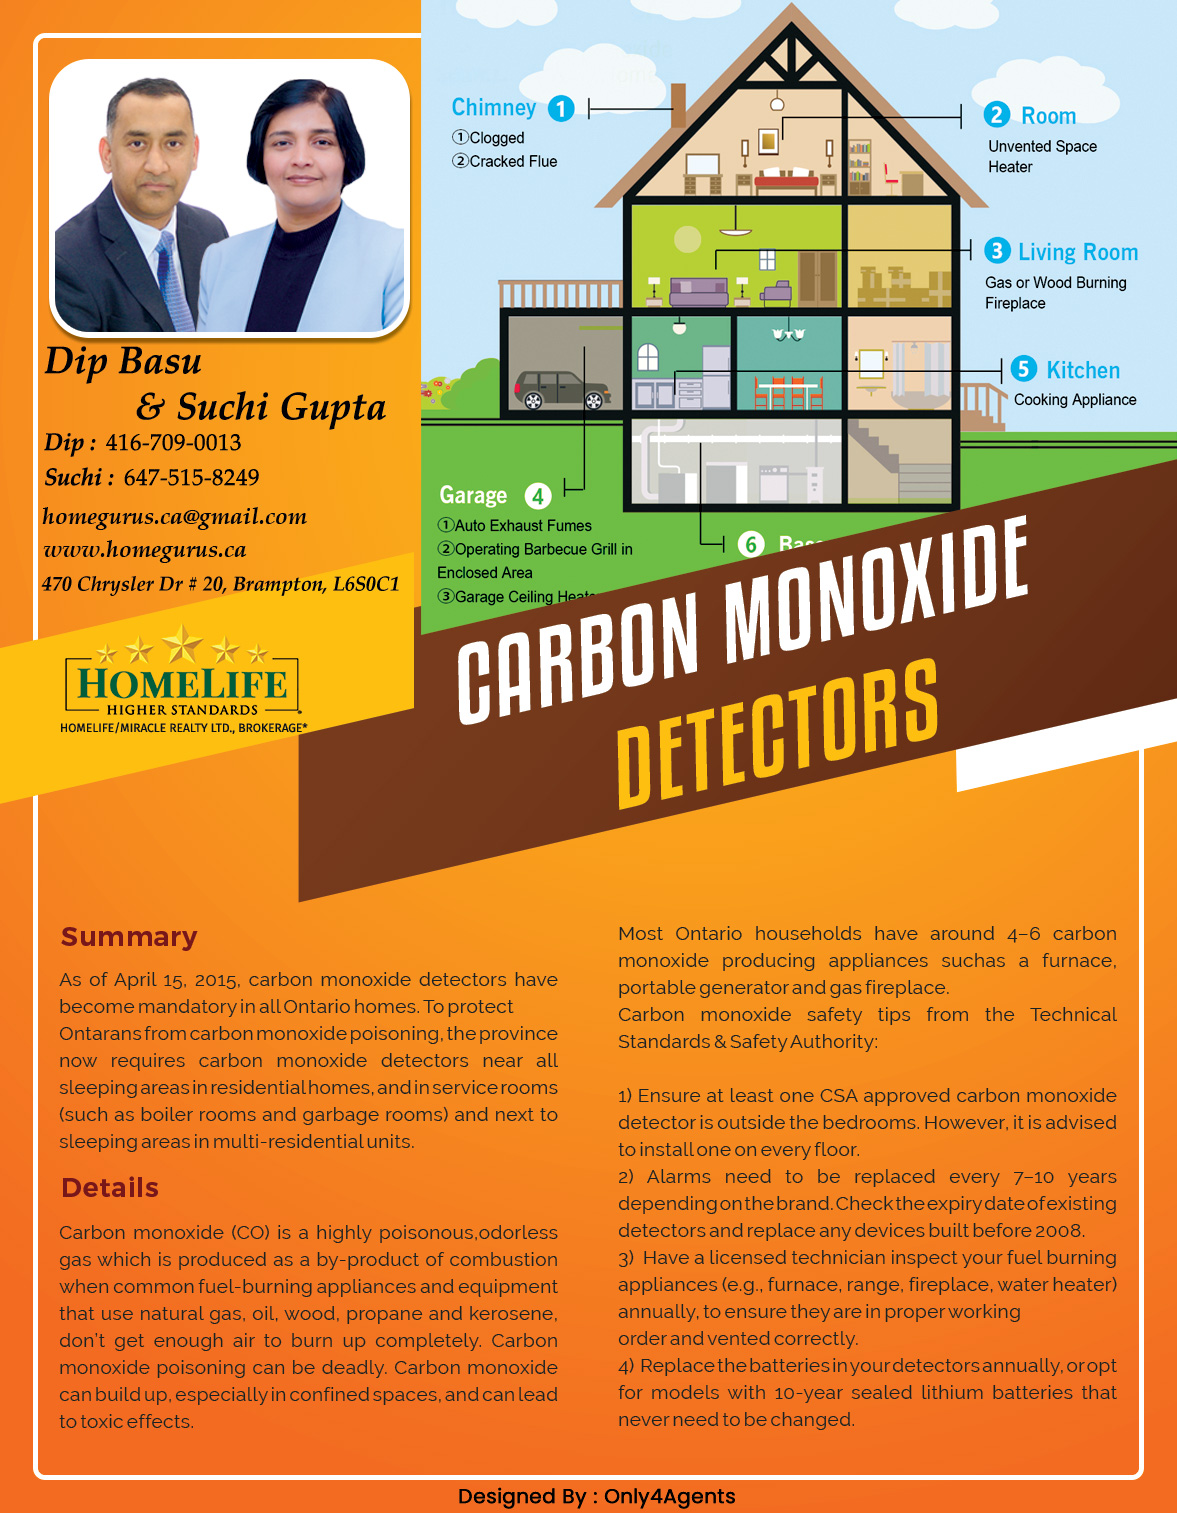 Dip Basu
& Suchi Gupta
Dip : 416-709-0013
Suchi : 647-515-8249
homegurus.ca@gmail.com
www.homegurus.ca
470 Chrysler Dr # 20, Brampton, L6S0C1
HOMELIFE
HIGHER STANDARDS
HOMELIFE/MIRACLE REALTY LTD., BROKERAGE*
Chimney 1
①Clogged
②Cracked Flue
2 Room
Unvented Space
Heater
3 Living Room
Gas or Wood Burning
Fireplace
5 Kitchen
Cooking Appliance
Garage 4
①Auto Exhaust Fumes
②Operating Barbecue Grill in
Enclosed Area
③Garage Ceiling
6
CARBON MONOXIDE
DETECTORS
Summary
As of April 15, 2015, carbon monoxide detectors have
become mandatory in all Ontario homes. To protect
Ontarans from carbon monoxide poisoning, the province
now requires carbon monoxide detectors near all
sleeping areas in residential homes, and in service rooms
(such as boiler rooms and garbage rooms) and next to
sleeping areas in multi-residential units.
Details
Carbon monoxide (CO) is a highly poisonous,odorless
gas which is produced as a by-product of combustion
when common fuel-burning appliances and equipment
that use natural gas, oil, wood, propane and kerosene,
don't get enough air to burn up completely. Carbon
monoxide poisoning can be deadly. Carbon monoxide
can build up, especially in confined spaces, and can lead
to toxic effects.
Most Ontario households have around 4–6 carbon
monoxide producing appliances suchas a furnace,
portable generator and gas fireplace.
Carbon monoxide safety tips from the Technical
Standards & Safety Authority:
1) Ensure at least one CSA approved carbon monoxide
detector is outside the bedrooms. However, it is advised
to install one on every floor.
2) Alarms need to be replaced every 7–10 years
depending on the brand. Check the expiry date of existing
detectors and replace any devices built before 2008.
3) Have a licensed technician inspect your fuel burning
appliances (e.g., furnace, range, fireplace, water heater)
annually, to ensure they are in proper working
order and vented correctly.
4) Replace the batteries in your detectors annually, or opt
for models with 10-year sealed lithium batteries that
never need to be changed.
Designed By : Only4Agents